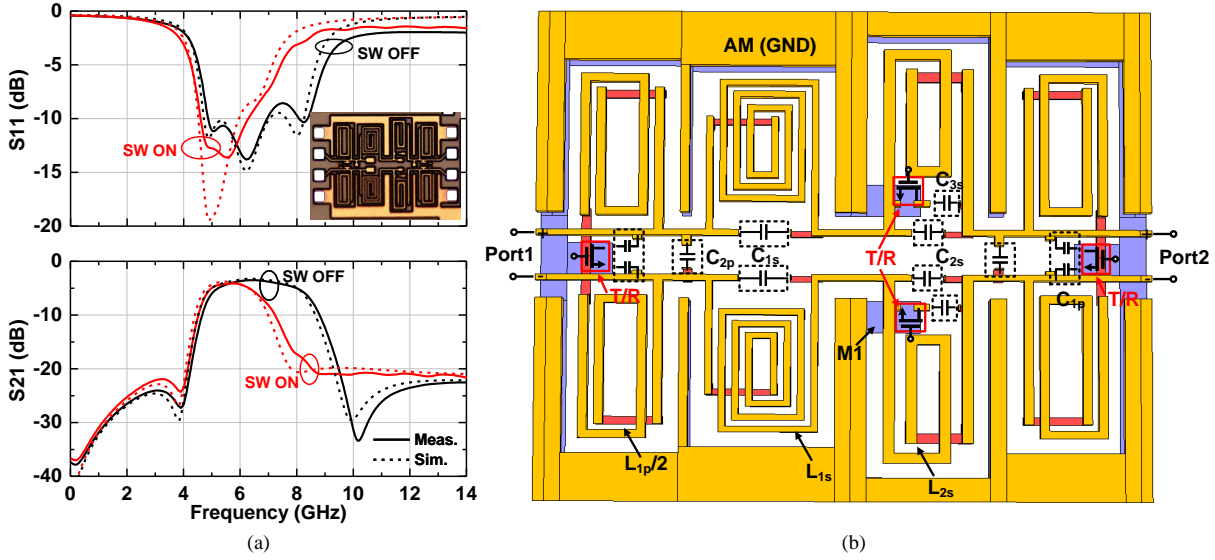 0
-5
-10
-15
-20
S11 (dB)
SW OFF
SW ON
0
-10
-20
-30
-40
S21 (dB)
SW OFF
SW ON
Meas.
Sim.
0 2 4 6 8 10 12 14
Frequency (GHz)
(a)
AM (GND)
C3s
Port1
T/R
C2p
C1s
T/R
C2s
C1p
T/R
Port2
M1
L1p/2
L1s
L2s
(b)